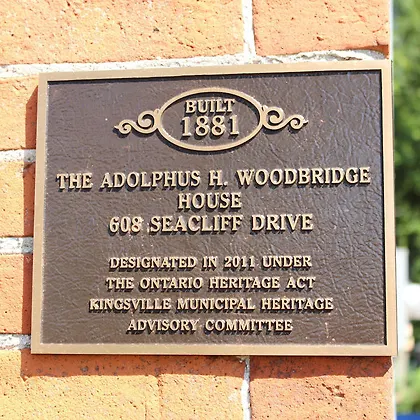 BUILT
1881
THE ADOLPHUS H. WOODBRIDGE
HOUSE
608 SEACLIFF DRIVE
DESIGNATED IN 2011 UNDER
THE ONTARIO HERITAGE ACT
KINGSVILLE MUNICIPAL HERITAGE
ADVISORY COMMITTEE